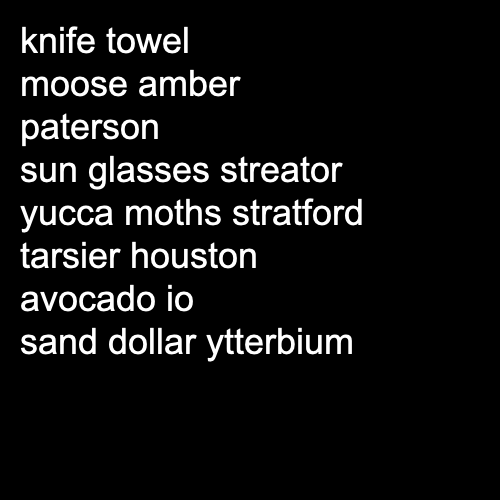 knife towel
moose amber
paterson
sun glasses streator
yucca moths stratford
tarsier houston
avocado io
sand dollar ytterbium